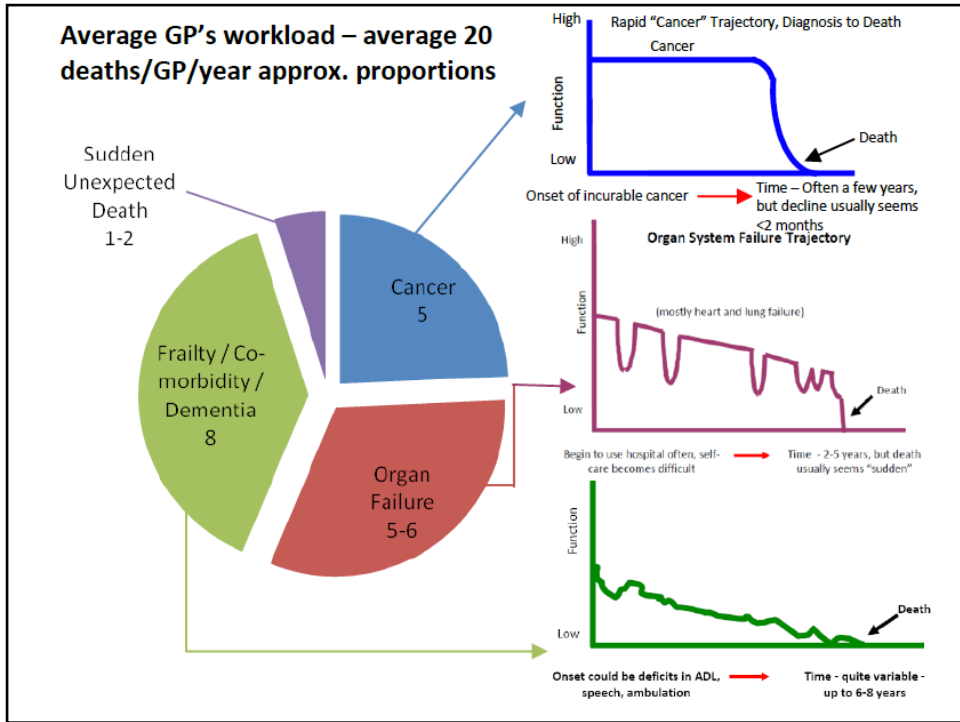 Average GP's workload – average 20
deaths/GP/year approx. proportions
Sudden
Unexpected
Death
1-2
Cancer
5
Frailty / Co-
morbidity /
Dementia
8
Organ
Failure
5-6
High
Rapid "Cancer" Trajectory, Diagnosis to Death
Cancer
Function
Death
Low
Onset of incurable cancer
Time – Often a few years,
but decline usually seems
<2 months
High
Organ System Failure Trajectory
Function
(mostly heart and lung failure)
Death
Low
Begin to use hospital often, self-
care becomes difficult
Time - 2-5 years, but death
usually seems "sudden"
Function
Death
Low
Onset could be deficits in ADL,
speech, ambulation
Time - quite variable -
up to 6-8 years